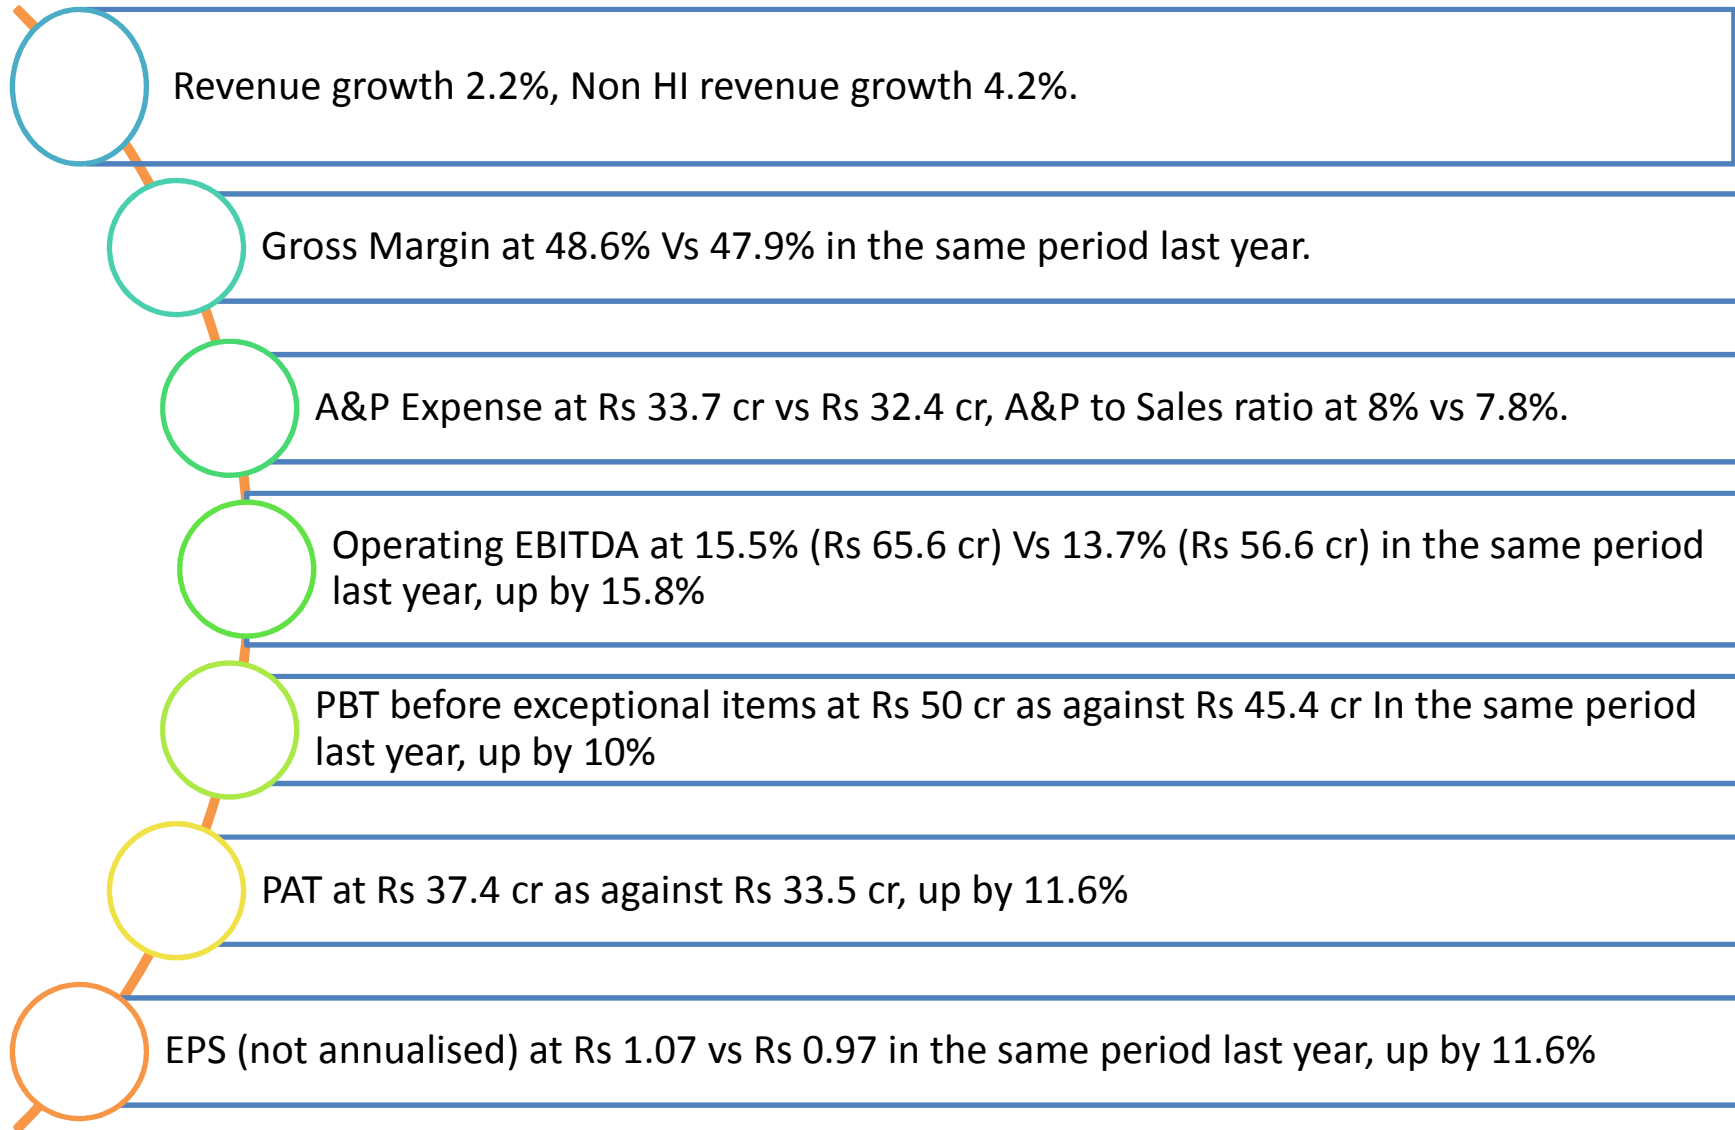 Revenue growth 2.2%, Non HI revenue growth 4.2%.
Gross Margin at 48.6% Vs 47.9% in the same period last year.
A&P Expense at Rs 33.7 cr vs Rs 32.4 cr, A&P to Sales ratio at 8% vs 7.8%.
Operating EBITDA at 15.5% (Rs 65.6 cr) Vs 13.7% (Rs 56.6 cr) in the same period
last year, up by 15.8%
PBT before exceptional items at Rs 50 cr as against Rs 45.4 cr In the same period
last year, up by 10%
PAT at Rs 37.4 cr as against Rs 33.5 cr, up by 11.6%
EPS (not annualised) at Rs 1.07 vs Rs 0.97 in the same period last year, up by 11.6%